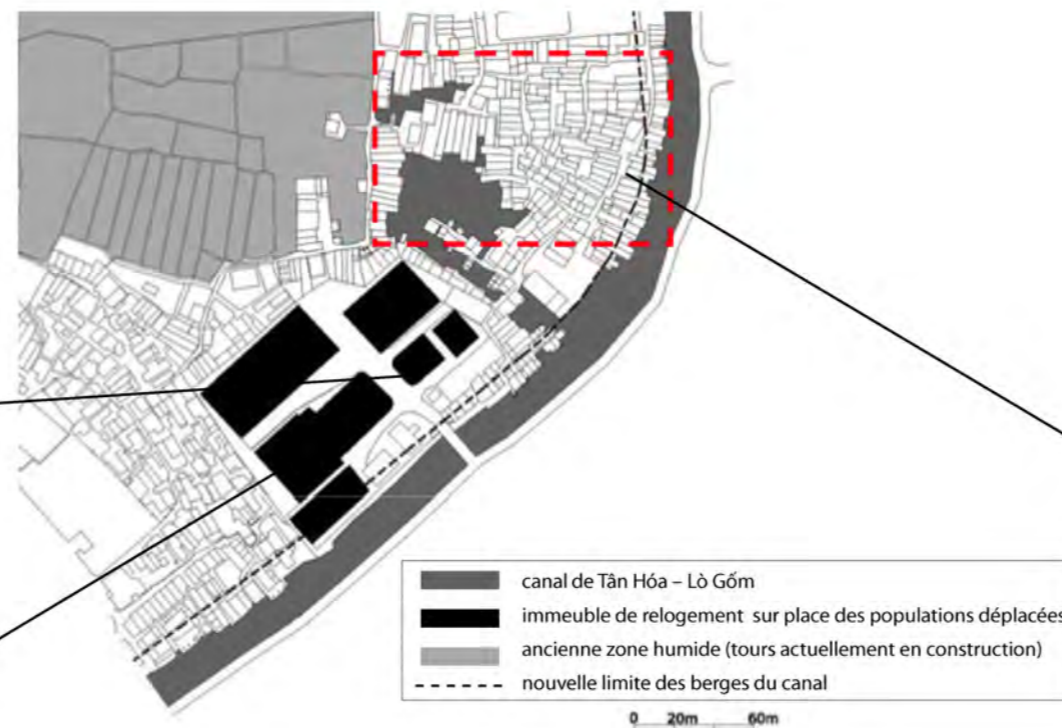 canal de Tân Hóa – Lò Gốm
immeuble de relogement sur place des populations déplacées
ancienne zone humide (tours actuellement en construction)
nouvelle limite des berges du canal
0 20m 60m